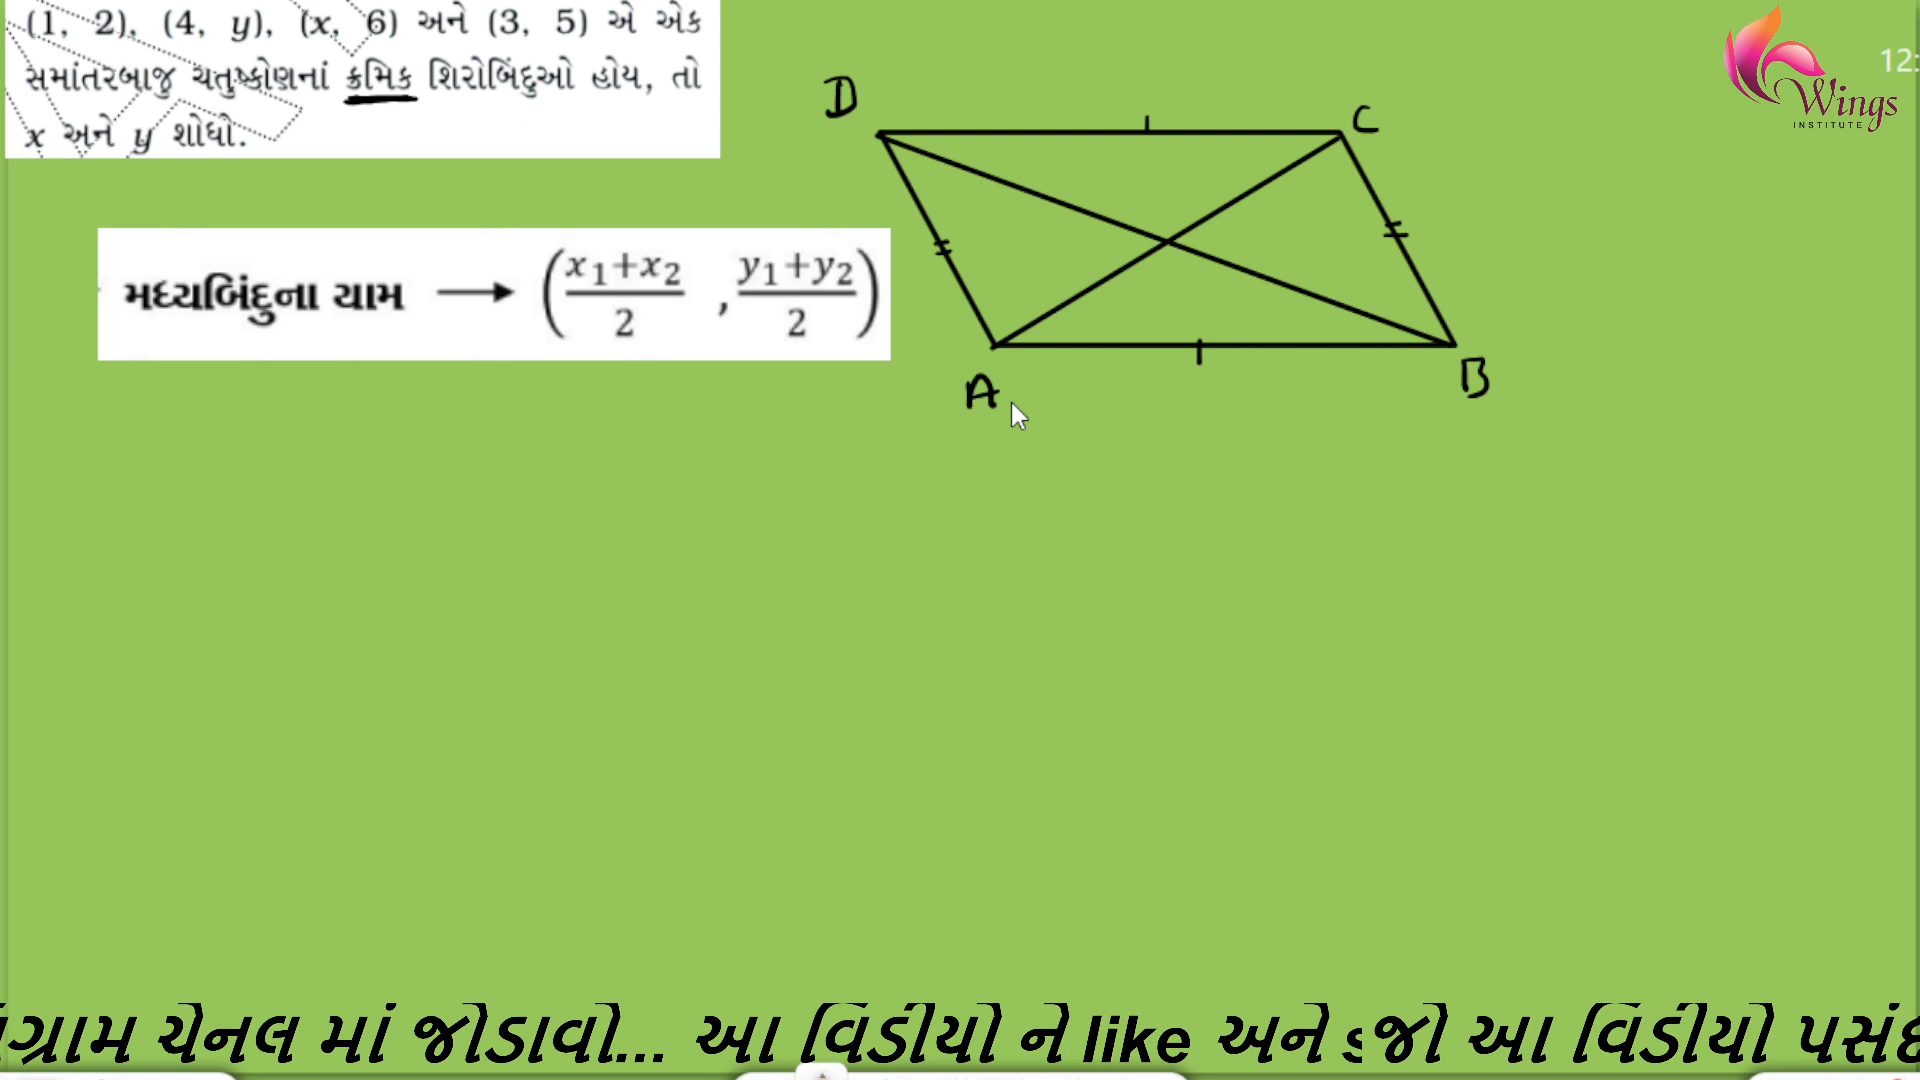 (1, 2), (4, y), (x, 6) અને (3, 5) એ એક
સમાંતરબાજુ ચતુષ્કોણનાં ક્રમિક શિરોબિંદુઓ હોય, તો
x અને y શોધો.
D
C
Wings
INSTITUTE
12:
મધ્યબિંદુના યામ ⟶ (x₁+x₂/2 , y₁+y₂/2)
A
B
ચેનલ માં જોડાવો... આ વિડીયો ને like અને s જો આ વિડીયો